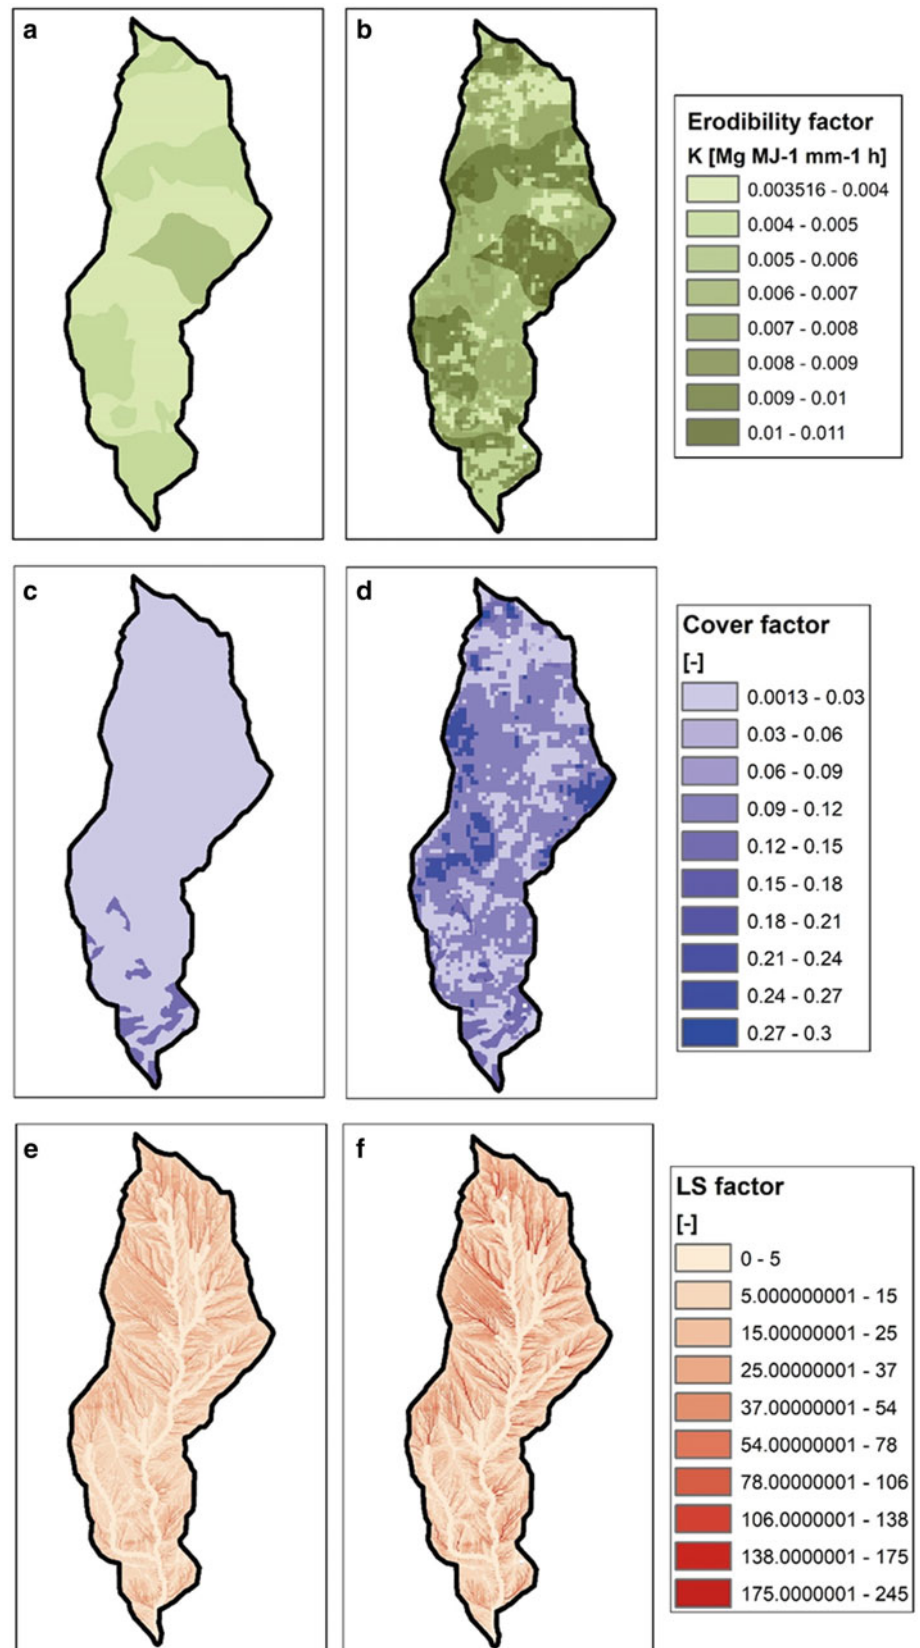 a
b
Erodibility factor
K [Mg MJ-1 mm-1 h]
0.003516 - 0.004
0.004 - 0.005
0.005 - 0.006
0.006 - 0.007
0.007 - 0.008
0.008 - 0.009
0.009 - 0.01
0.01 - 0.011
c
d
Cover factor
[-]
0.0013 - 0.03
0.03 - 0.06
0.06 - 0.09
0.09 - 0.12
0.12 - 0.15
0.15 - 0.18
0.18 - 0.21
0.21 - 0.24
0.24 - 0.27
0.27 - 0.3
e
f
LS factor
[-]
0 - 5
5.000000001 - 15
15.00000001 - 25
25.00000001 - 37
37.00000001 - 54
54.00000001 - 78
78.00000001 - 106
106.0000001 - 138
138.0000001 - 175
175.0000001 - 245